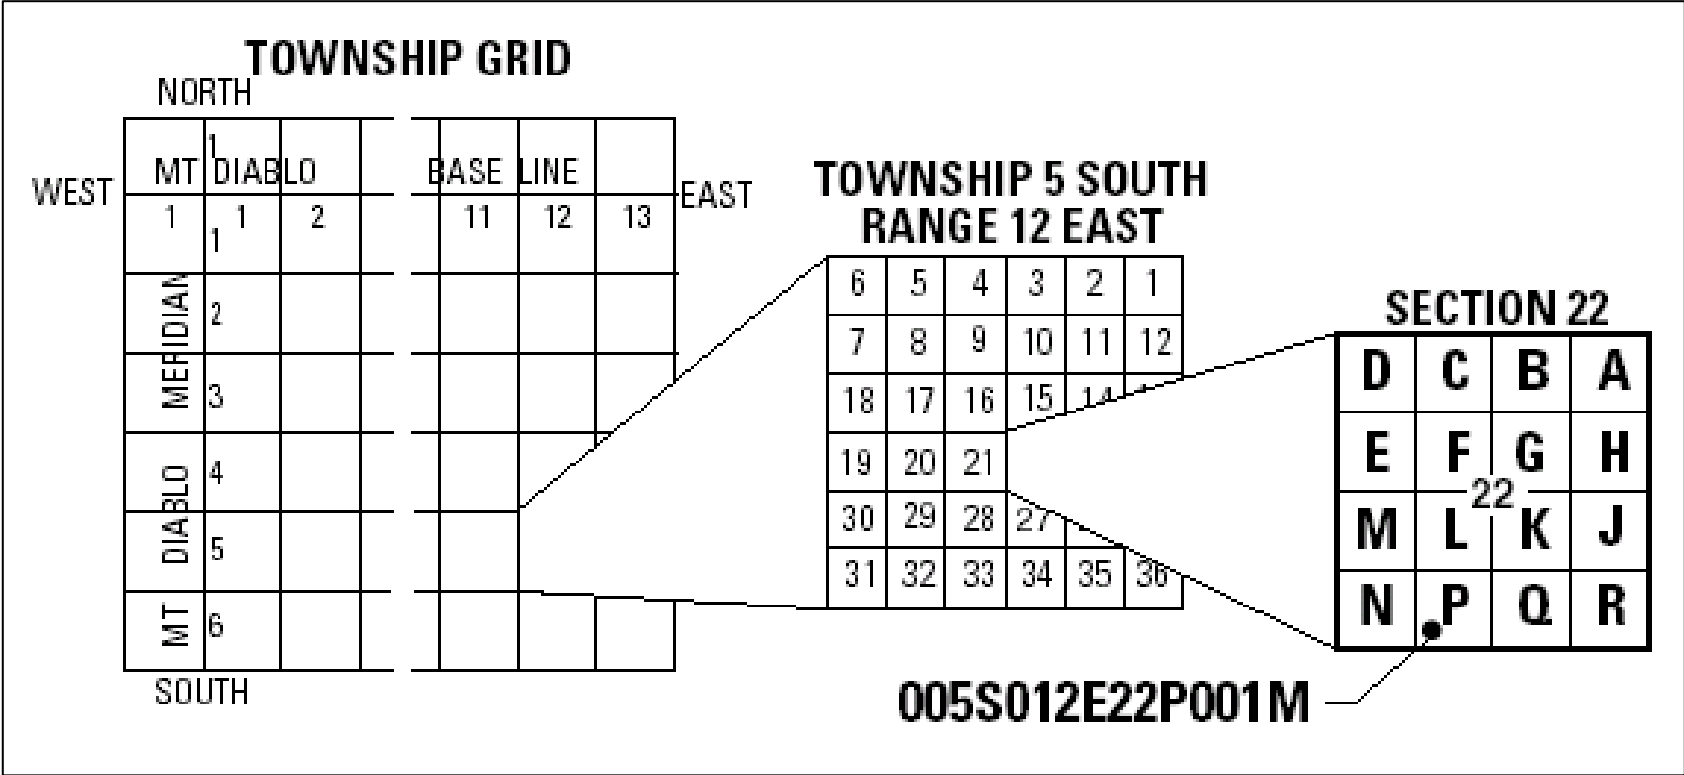 TOWNSHIP GRID
NORTH
1
MT DIABLO BASE LINE
WEST
EAST
1 1 2 11 12 13
1
MERIDIAN
2
3
DIABLO
4
5
MT
6
SOUTH
TOWNSHIP 5 SOUTH
RANGE 12 EAST
6 5 4 3 2 1
7 8 9 10 11 12
18 17 16 15 14
19 20 21
30 29 28 27
31 32 33 34 35 36
SECTION 22
D C B A
E F G H
22
M L K J
N P Q R
005S012E22P001M